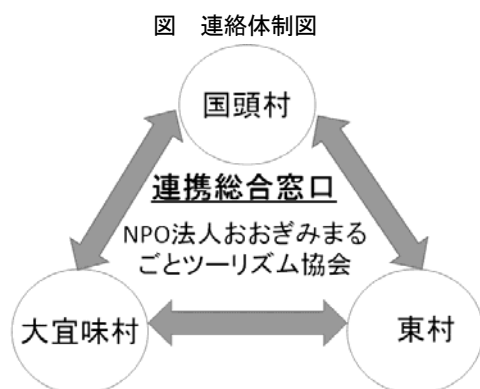 図　連絡体制図
国頭村
連携総合窓口
NPO法人おおぎみまる
ごとツーリズム協会
大宜味村
東村